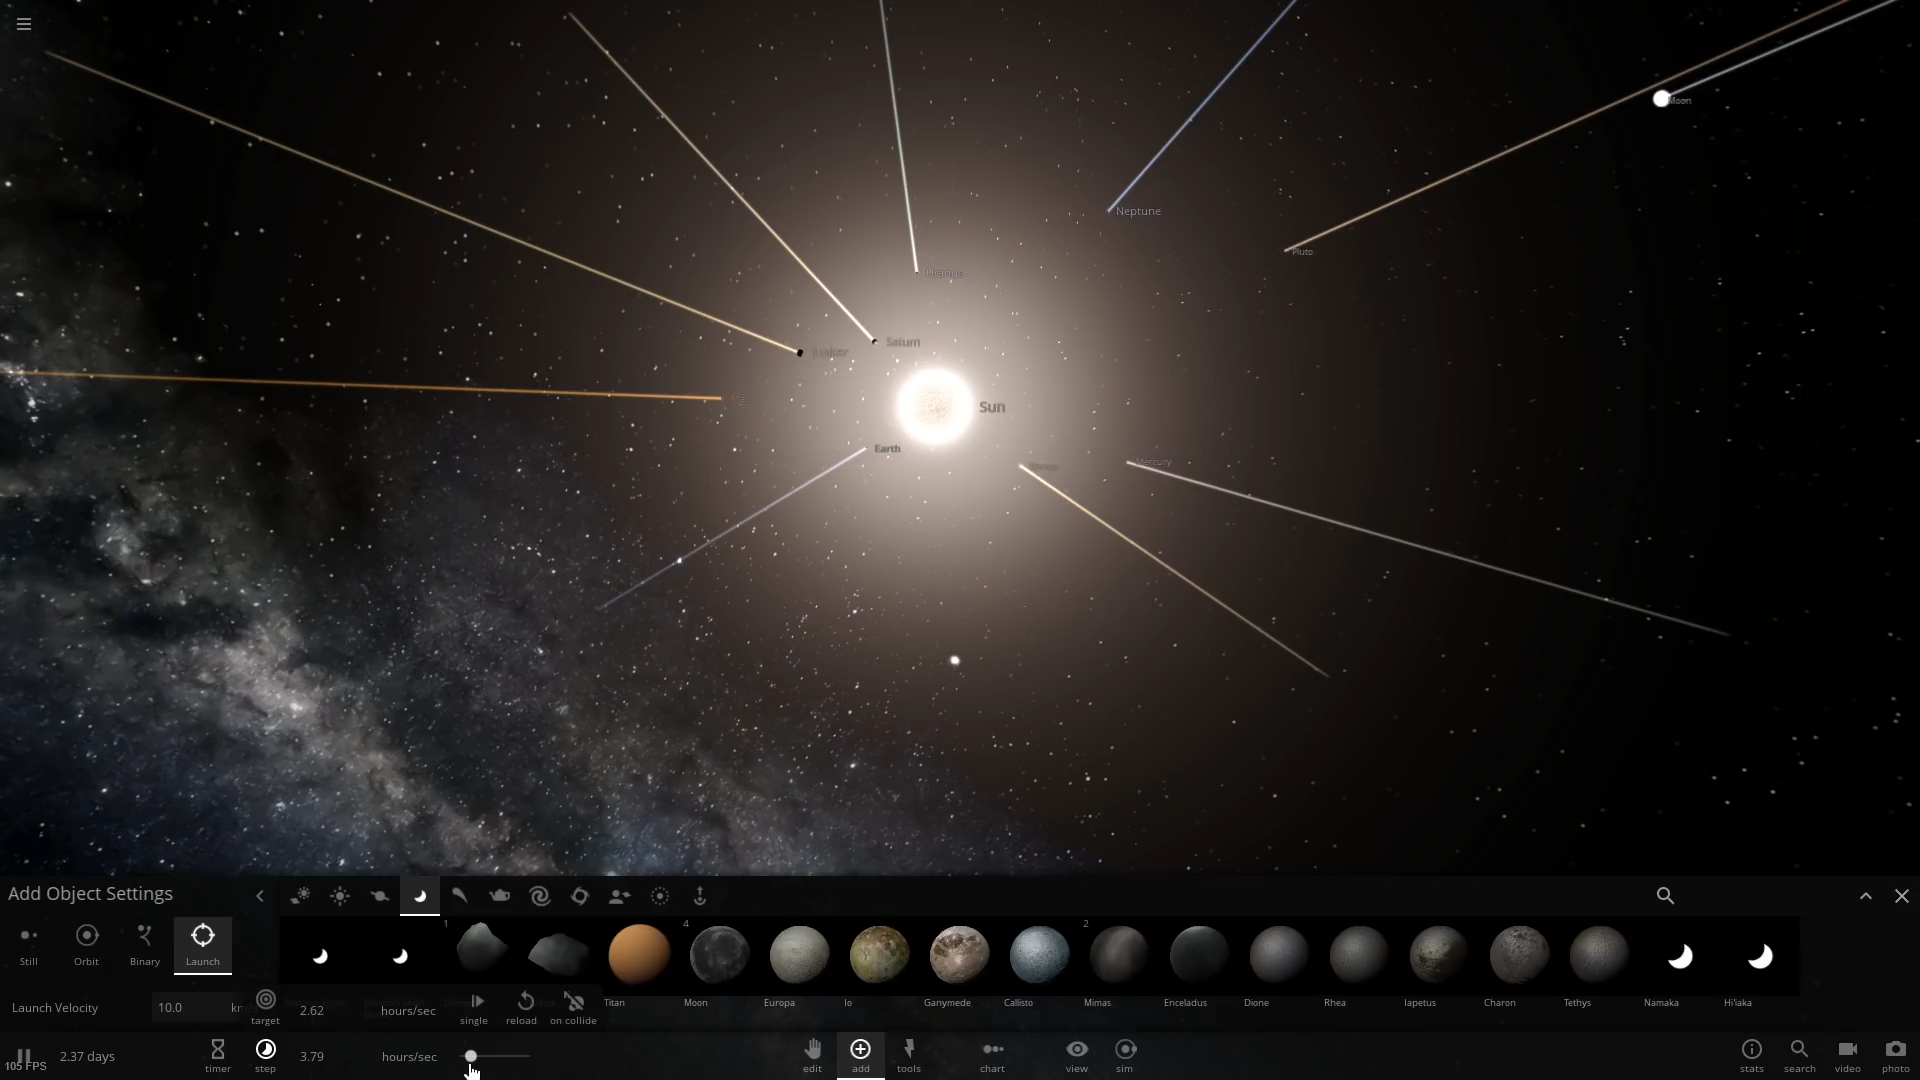 Moon
Neptune
Pluto
Uranus
Saturn
Jupiter
Sun
Earth
Venus
Mercury
Add Object Settings
Still
Orbit
Binary
Launch
1
4
2
Titan
Moon
Europa
Io
Ganymede
Callisto
Mimas
Enceladus
Dione
Rhea
Iapetus
Charon
Tethys
Namaka
Hi'iaka
Launch Velocity
10.0
target
2.62
hours/sec
single
reload
on collide
105 FPS
2.37 days
timer
step
3.79
hours/sec
edit
add
tools
chart
view
sim
stats
search
video
photo